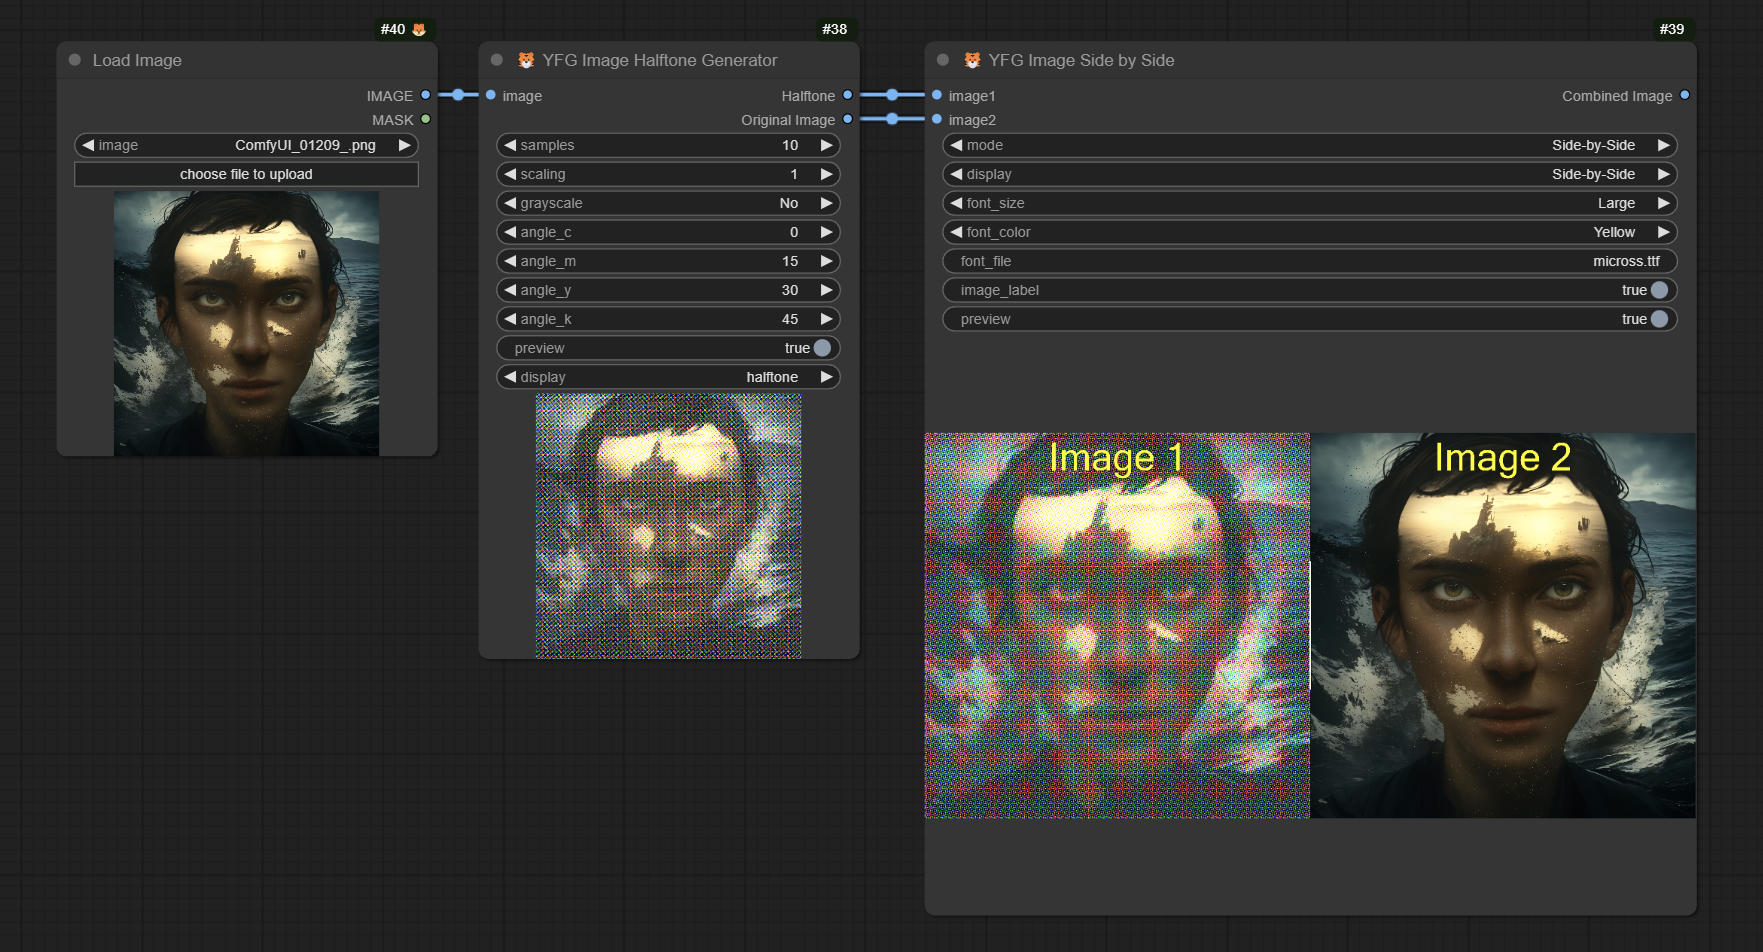 #40
Load Image
IMAGE
MASK
image ComfyUI_01209_.png
choose file to upload
#38
YFG Image Halftone Generator
image Halftone
Original Image
samples 10
scaling 1
grayscale No
angle_c 0
angle_m 15
angle_y 30
angle_k 45
preview true
display halftone
#39
YFG Image Side by Side
image1 Combined Image
image2
mode Side-by-Side
display Side-by-Side
font_size Large
font_color Yellow
font_file micross.ttf
image_label true
preview true
Image 1 Image 2